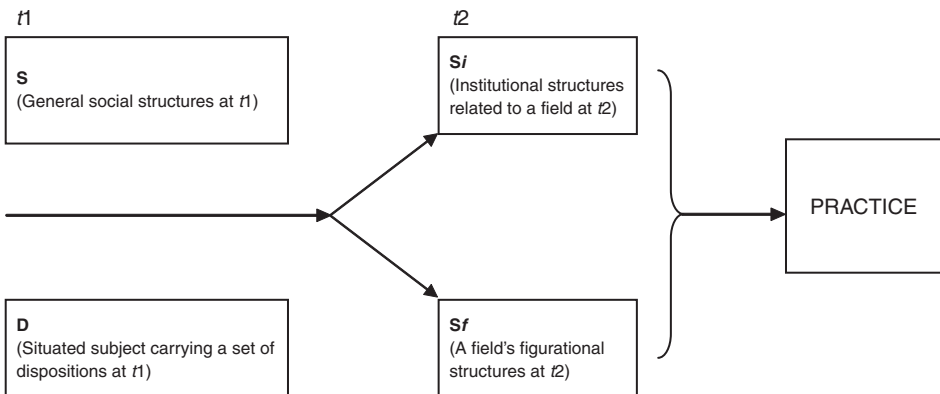 t1
t2
S
(General social structures at t1)
Si
(Institutional structures
related to a field at t2)
PRACTICE
D
(Situated subject carrying a set of
dispositions at t1)
Sf
(A field's figurational
structures at t2)